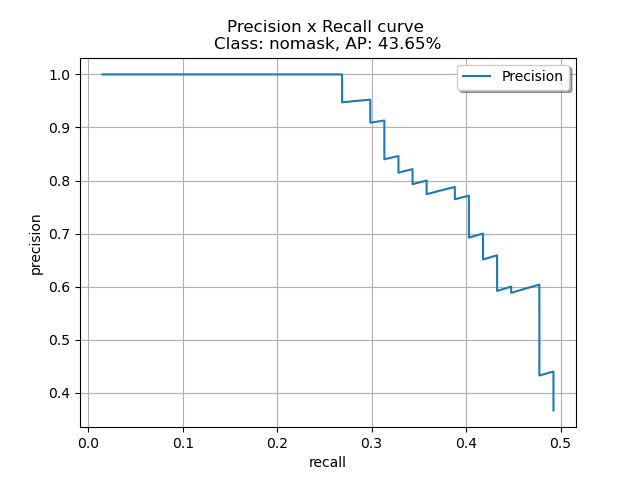 Precision x Recall curve
Class: nomask, AP: 43.65%
Precision
1.0
0.9
0.8
0.7
0.6
0.5
0.4
precision
0.0 0.1 0.2 0.3 0.4 0.5
recall